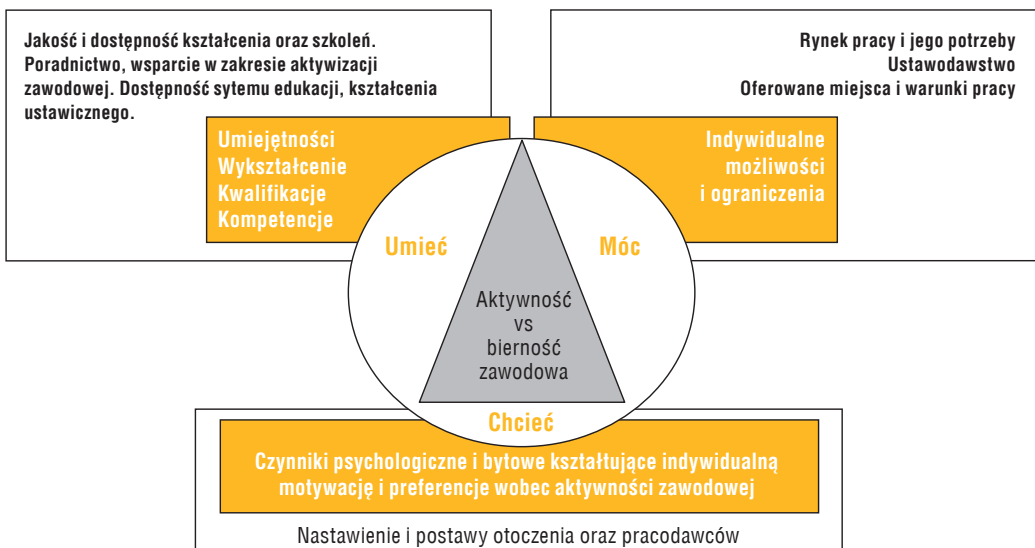 Jakość i dostępność kształcenia oraz szkoleń.
Poradnictwo, wsparcie w zakresie aktywizacji
zawodowej. Dostępność sytemu edukacji, kształcenia
ustawicznego.
Umiejętności
Wykształcenie
Kwalifikacje
Kompetencje
Rynek pracy i jego potrzeby
Ustawodawstwo
Oferowane miejsca i warunki pracy
Indywidualne
możliwości
i ograniczenia
Umieć
Móc
Aktywność
vs
bierność
zawodowa
Chcieć
Czynniki psychologiczne i bytowe kształtujące indywidualną
motywację i preferencje wobec aktywności zawodowej
Nastawienie i postawy otoczenia oraz pracodawców